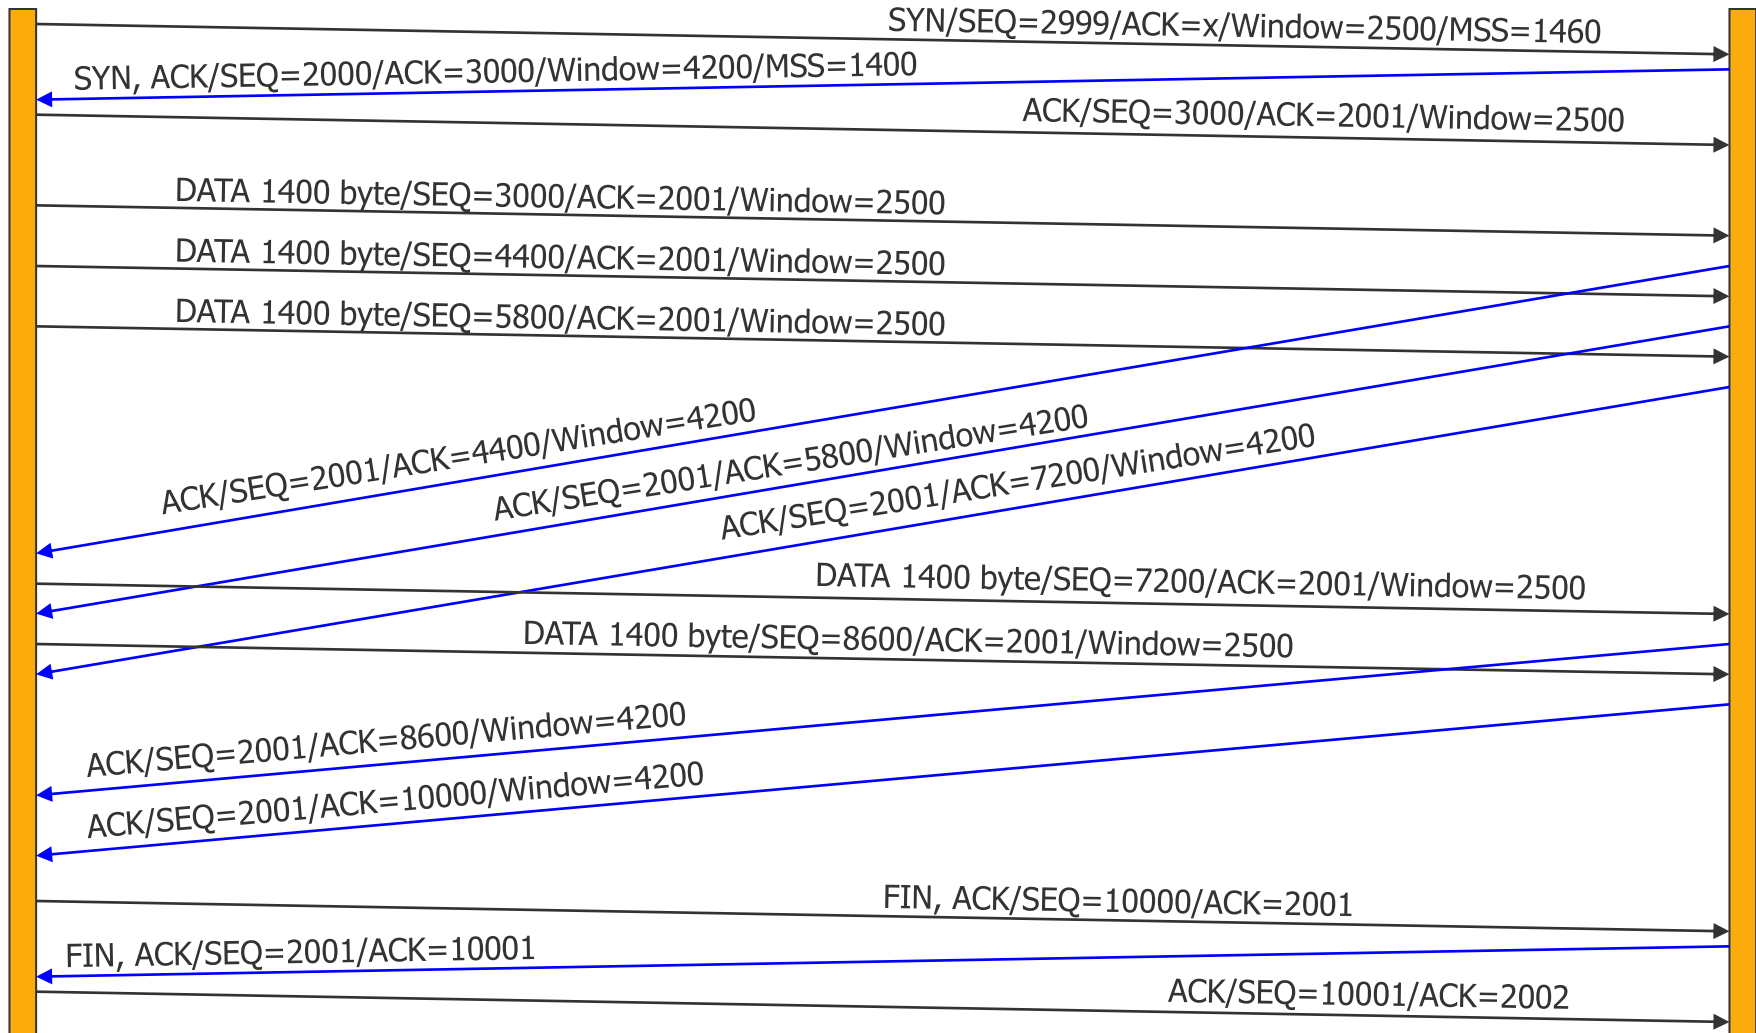 SYN/SEQ=2999/ACK=x/Window=2500/MSS=1460
SYN, ACK/SEQ=2000/ACK=3000/Window=4200/MSS=1400
ACK/SEQ=3000/ACK=2001/Window=2500
DATA 1400 byte/SEQ=3000/ACK=2001/Window=2500
DATA 1400 byte/SEQ=4400/ACK=2001/Window=2500
DATA 1400 byte/SEQ=5800/ACK=2001/Window=2500
ACK/SEQ=2001/ACK=4400/Window=4200
ACK/SEQ=2001/ACK=5800/Window=4200
ACK/SEQ=2001/ACK=7200/Window=4200
DATA 1400 byte/SEQ=7200/ACK=2001/Window=2500
DATA 1400 byte/SEQ=8600/ACK=2001/Window=2500
ACK/SEQ=2001/ACK=8600/Window=4200
ACK/SEQ=2001/ACK=10000/Window=4200
FIN, ACK/SEQ=10000/ACK=2001
FIN, ACK/SEQ=2001/ACK=10001
ACK/SEQ=10001/ACK=2002